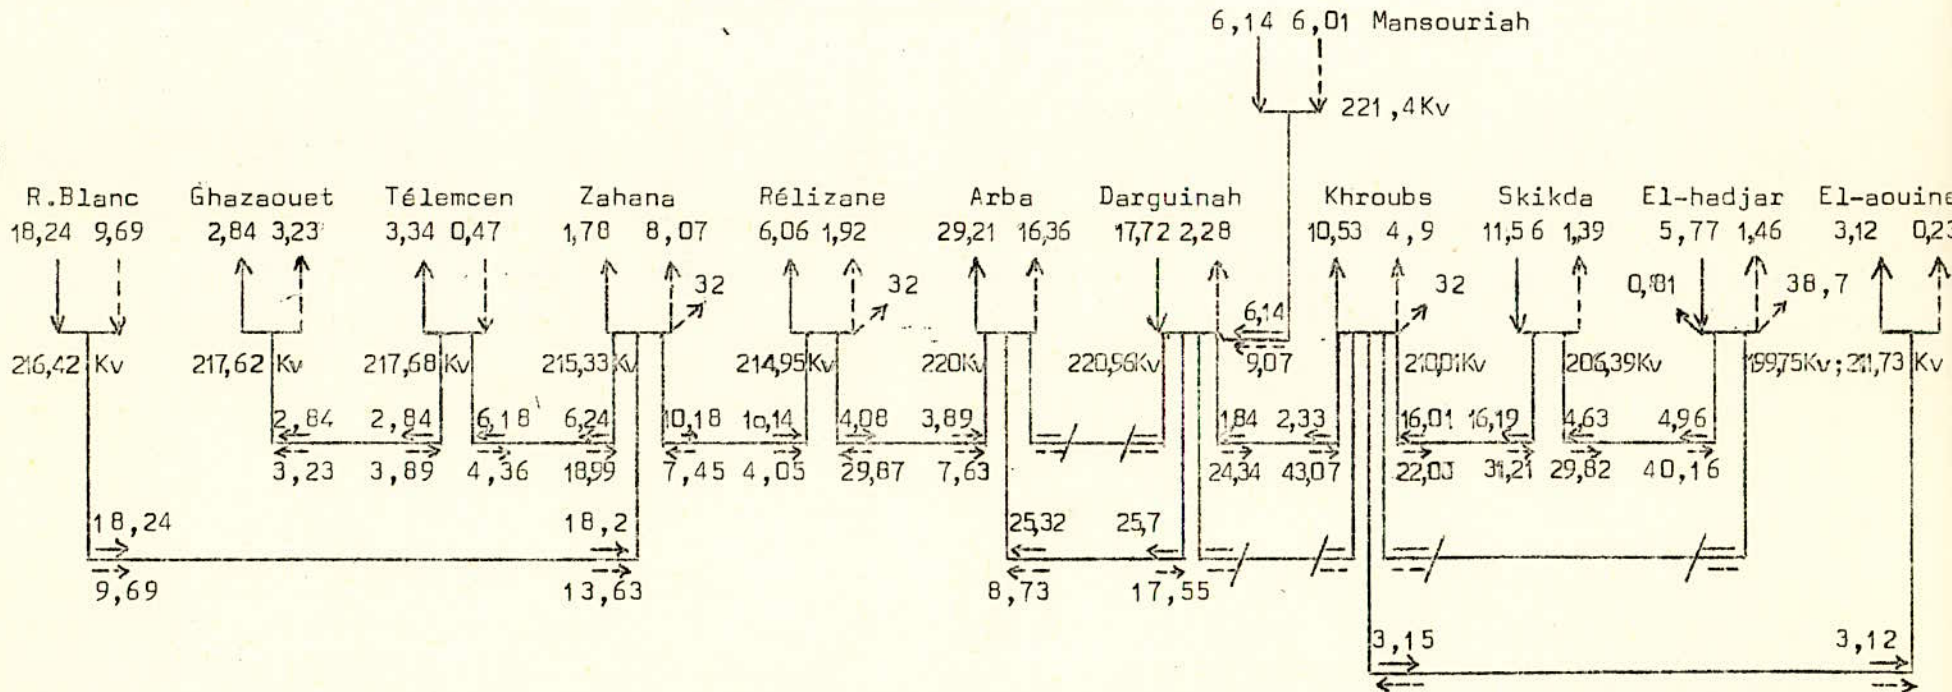 6,14 6,01 Mansouriah
221,4Kv
R.Blanc Ghazaouet Télemcen Zahana Rélizane Arba Darguinah Khroubs Skikda El-hadjar El-aouine
18,24 9,69 2,84 3,23 3,34 0,47 1,78 8,07 6,06 1,92 29,21 16,36 17,72 2,28 10,53 4,9 11,56 1,39 5,77 1,46 3,12 0,23
32 32 32 0,81 38,7
6,14
216,42 Kv 217,62 Kv 217,68 Kv 215,33 Kv 214,95 Kv 220Kv 220,96Kv 9,07 210,01Kv 206,39Kv 199,75Kv; 211,73 Kv
2,84 2,84 6,18 6,24 10,18 10,14 4,08 3,89 1,84 2,33 16,01 16,19 4,63 4,96
3,23 3,89 4,36 18,99 7,45 4,05 29,87 7,63 24,34 43,07 22,03 31,21 29,82 40,16
18,24 18,2 25,32 25,7
9,69 13,63 8,73 17,55
3,15 3,12